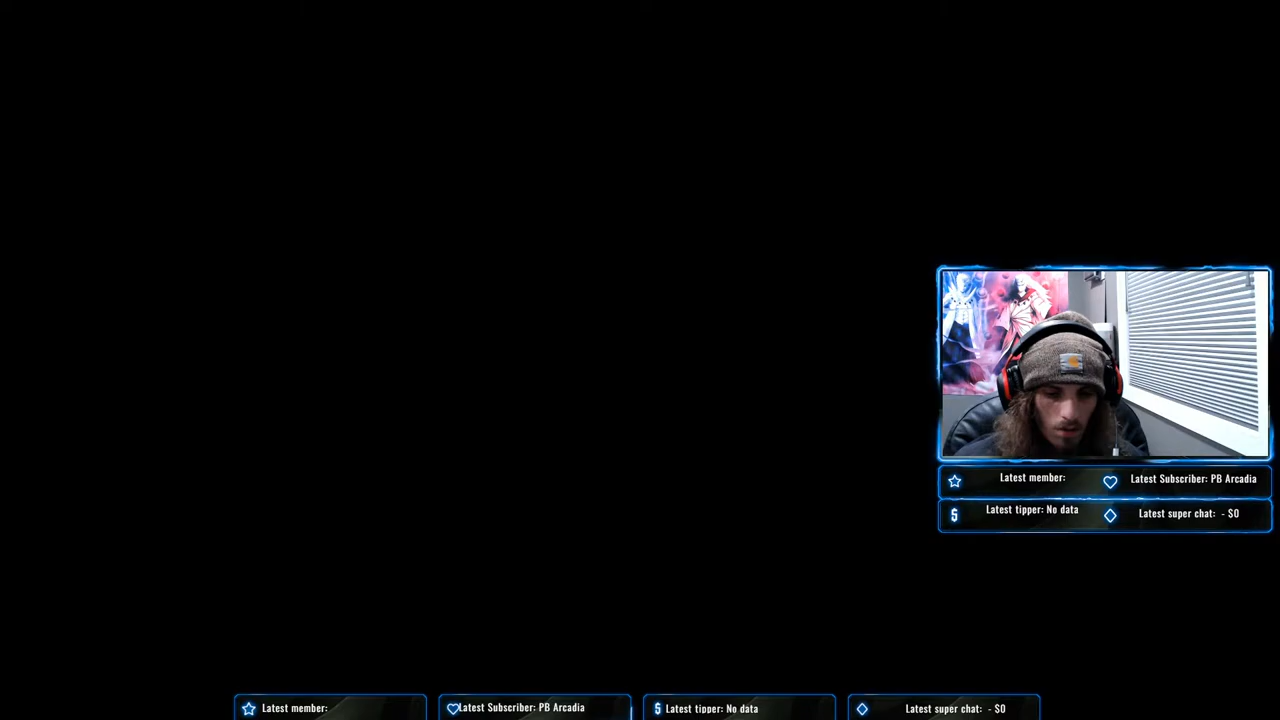 Latest member:
Latest Subscriber: PB Arcadia
Latest tipper: No data
Latest super chat: - $0
Latest member:
Latest Subscriber: PB Arcadia
Latest tipper: No data
Latest super chat: - $0